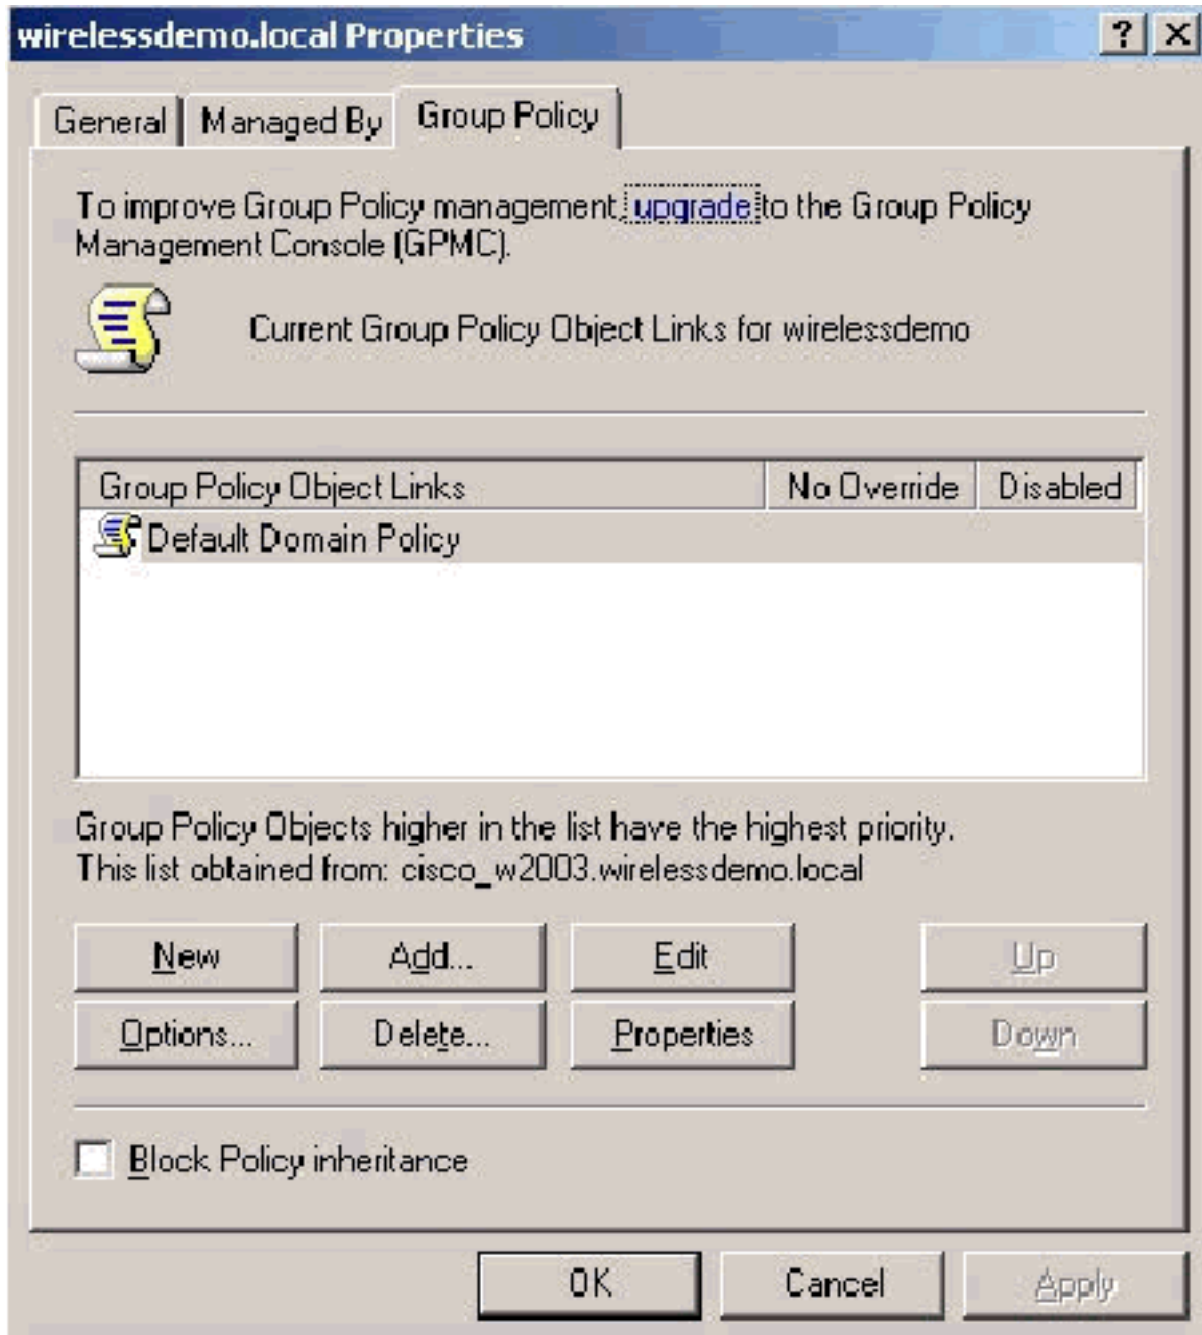 wirelessdemo.local Properties
General
Managed By
Group Policy
To improve Group Policy management, upgrade to the Group Policy
Management Console (GPMC).
Current Group Policy Object Links for wirelessdemo
Group Policy Object Links No Override Disabled
Default Domain Policy
Group Policy Objects higher in the list have the highest priority.
This list obtained from: cisco_w2003.wirelessdemo.local
New Add... Edit Up
Options... Delete... Properties Down
Block Policy inheritance
OK Cancel Apply